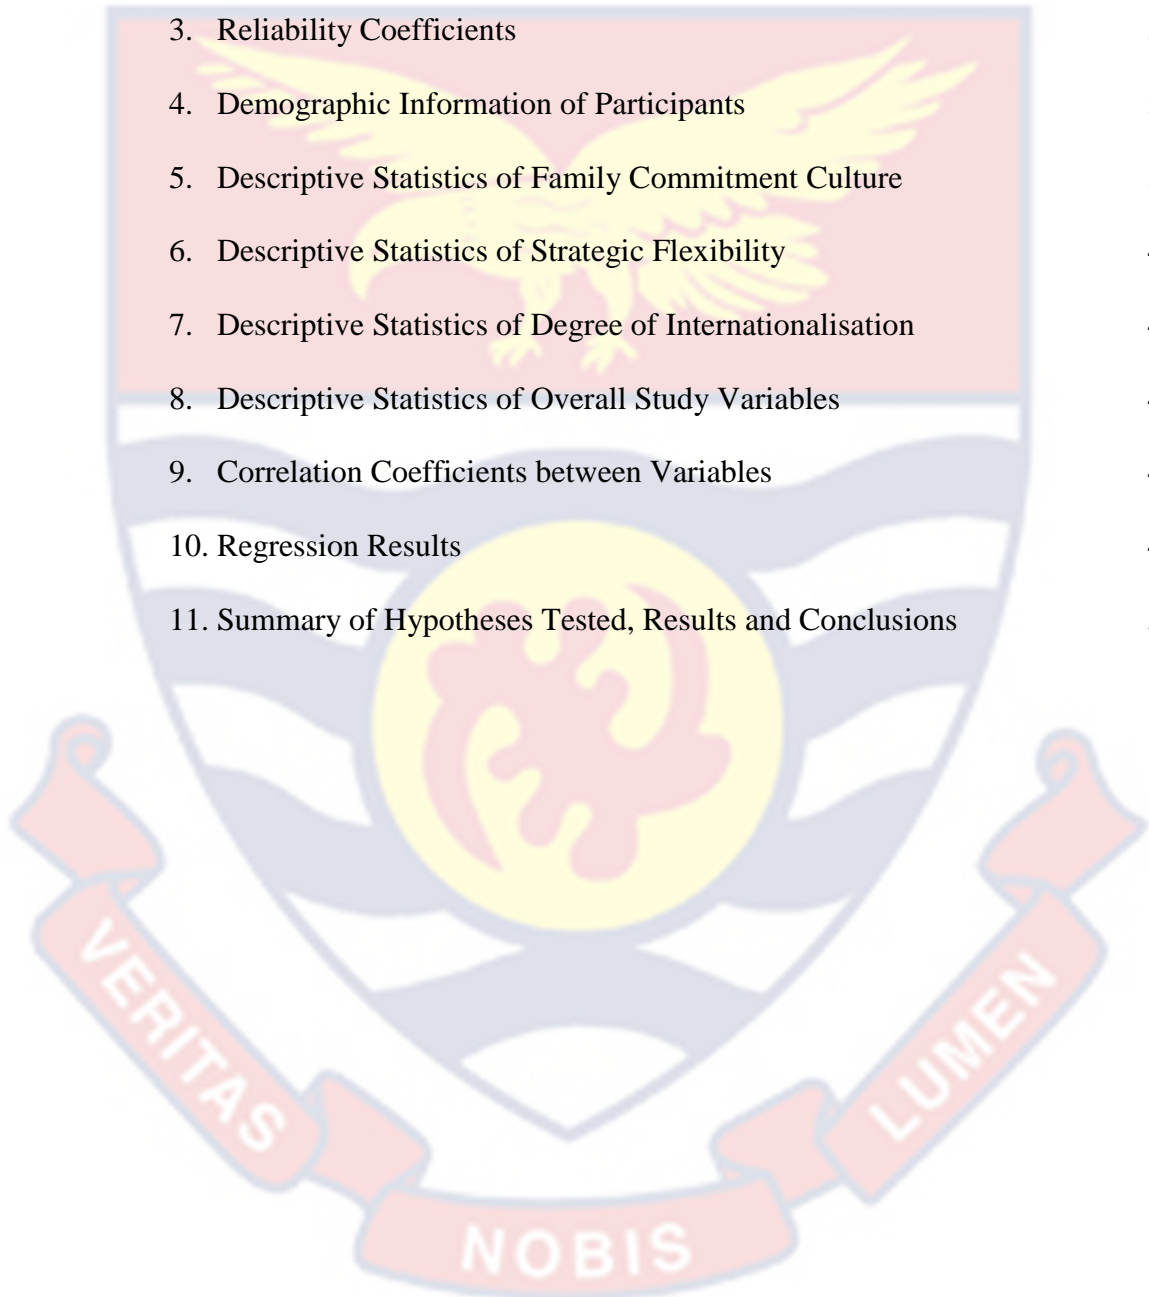 3. Reliability Coefficients
4. Demographic Information of Participants
5. Descriptive Statistics of Family Commitment Culture
6. Descriptive Statistics of Strategic Flexibility
7. Descriptive Statistics of Degree of Internationalisation
8. Descriptive Statistics of Overall Study Variables
9. Correlation Coefficients between Variables
10. Regression Results
11. Summary of Hypotheses Tested, Results and Conclusions
VERITAS
NOBIS
LUMEN